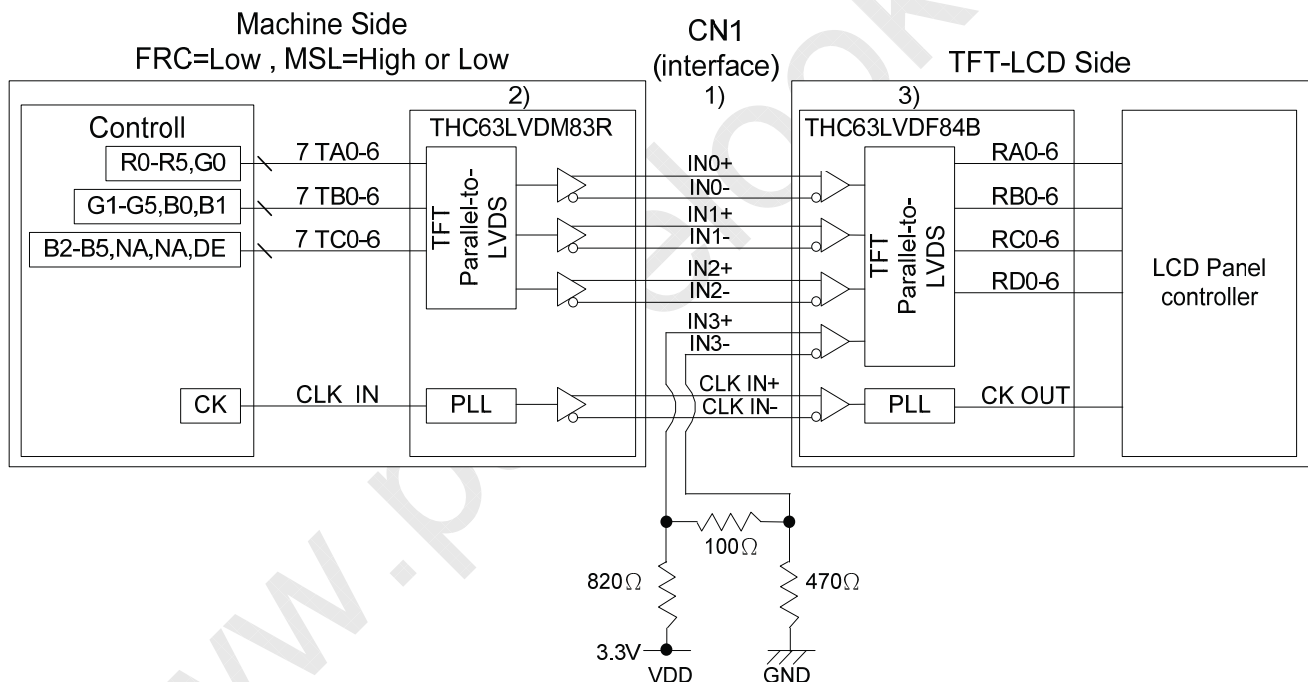 Machine Side
FRC=Low , MSL=High or Low
CN1
(interface)
1)
TFT-LCD Side
2)
3)
Controll
THC63LVDM83R
THC63LVDF84B
R0-R5,G0
7 TA0-6
G1-G5,B0,B1
7 TB0-6
B2-B5,NA,NA,DE
7 TC0-6
TFT
Parallel-to-
LVDS
IN0+
IN0-
IN1+
IN1-
IN2+
IN2-
IN3+
IN3-
TFT
Parallel-to-
LVDS
RA0-6
RB0-6
RC0-6
RD0-6
LCD Panel
controller
CK
CLK IN
PLL
CLK IN+
CLK IN-
PLL
CK OUT
100Ω
820Ω
470Ω
3.3V
VDD
GND